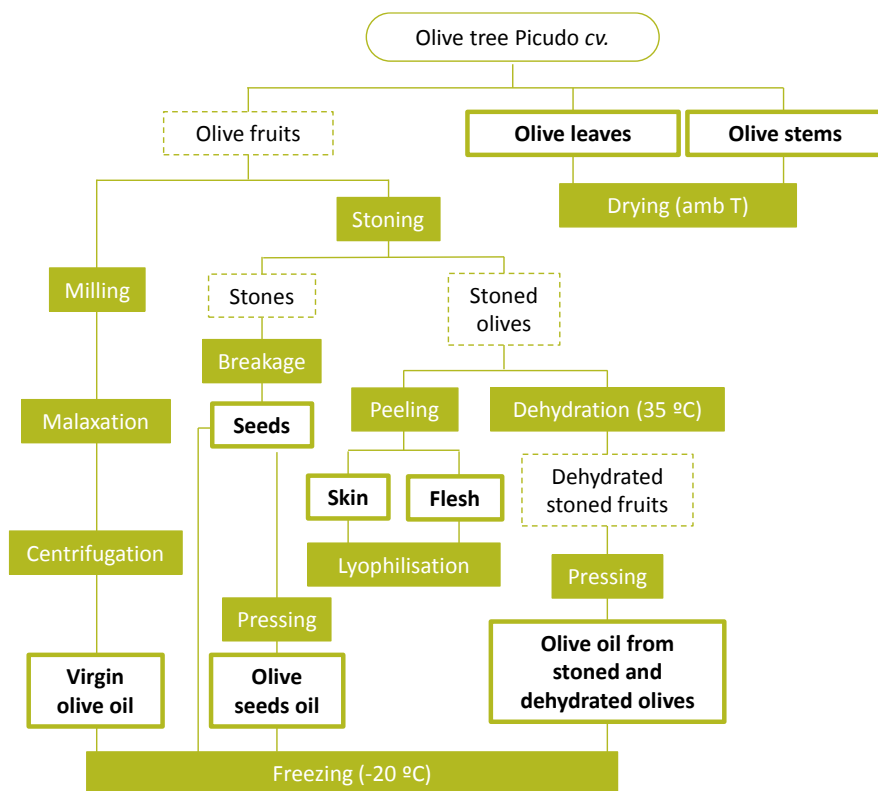 Olive tree Picudo cv.
Olive fruits
Olive leaves
Olive stems
Drying (amb T)
Stoning
Milling
Stones
Stoned
olives
Breakage
Malaxation
Seeds
Peeling
Dehydration (35 ºC)
Skin
Flesh
Dehydrated
stoned fruits
Centrifugation
Lyophilisation
Pressing
Pressing
Virgin
olive oil
Olive
seeds oil
Olive oil from
stoned and
dehydrated olives
Freezing (-20 ºC)